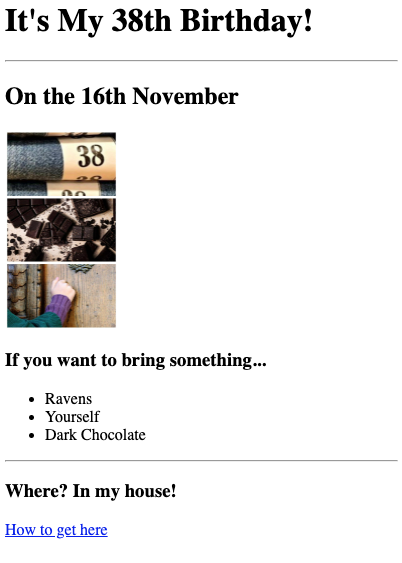 It's My 38th Birthday!
On the 16th November
38
If you want to bring something...
Ravens
Yourself
Dark Chocolate
Where? In my house!
How to get here